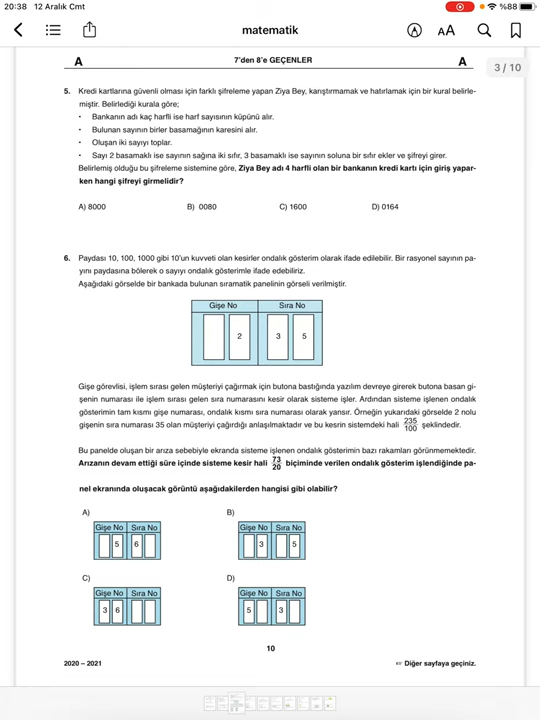 20:38 12 Aralık Cmt %88
matematik
AA
A 7'den 8'e GEÇENLER A
3 / 10
5. Kredi kartlarına güvenli olması için farklı şifreleme yapan Ziya Bey, karıştırmamak ve hatırlamak için bir kural belirle-
miştir. Belirlediği kurala göre;
• Bankanın adı kaç harfli ise harf sayısının küpünü alır.
• Bulunan sayının birler basamağının karesini alır.
• Oluşan iki sayıyı toplar.
• Sayı 2 basamaklı ise sayının sağına iki sıfır, 3 basamaklı ise sayının soluna bir sıfır ekler ve şifreyi girer.
Belirlemiş olduğu bu şifreleme sistemine göre, Ziya Bey adı 4 harfli olan bir bankanın kredi kartı için giriş yapar-
ken hangi şifreyi girmelidir?
A) 8000 B) 0080 C) 1600 D) 0164
6. Paydası 10, 100, 1000 gibi 10'un kuvveti olan kesirler ondalık gösterim olarak ifade edilebilir. Bir rasyonel sayının pa-
yını paydasına bölerek o sayıyı ondalık gösterimle ifade edebiliriz.
Aşağıdaki görselde bir bankada bulunan sıramatik panelinin görseli verilmiştir.
Gişe No Sıra No
2 3 5
Gişe görevlisi, işlem sırası gelen müşteriyi çağırmak için butona bastığında yazılım devreye girerek butona basan gi-
şenin numarası ile işlem sırası gelen sıra numarasını kesir olarak sisteme işler. Ardından sisteme işlenen ondalık
gösterimin tam kısmı gişe numarası, ondalık kısmı sıra numarası olarak yansır. Örneğin yukarıdaki görselde 2 nolu
gişenin sıra numarası 35 olan müşteriyi çağırdığı anlaşılmaktadır ve bu kesrin sistemdeki hali 235/100 şeklindedir.
Bu panelde oluşan bir arıza sebebiyle ekranda sisteme işlenen ondalık gösterimin bazı rakamları görünmemektedir.
Arızanın devam ettiği süre içinde sisteme kesir hali 73/20 biçiminde verilen ondalık gösterim işlendiğinde pa-
nel ekranında oluşacak görüntü aşağıdakilerden hangisi gibi olabilir?
A) B)
Gişe No Sıra No Gişe No Sıra No
5 6 3 5
C) D)
Gişe No Sıra No Gişe No Sıra No
3 6 5 3
10
2020 – 2021 ☞ Diğer sayfaya geçiniz.